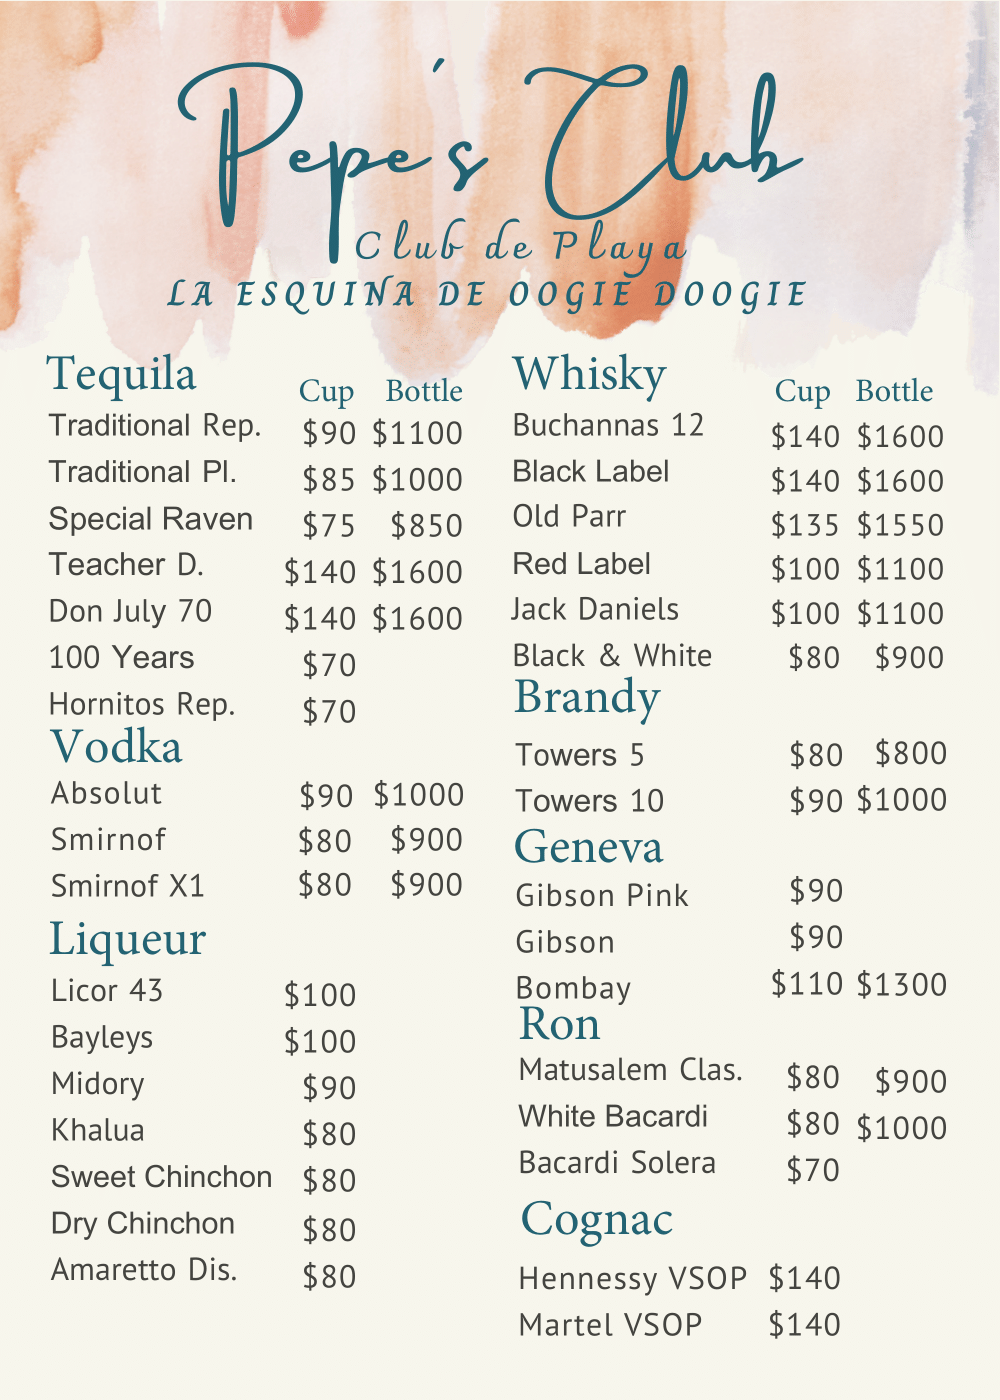 Pepe's Club
Club de Playa
LA ESQUINA DE OOGIE DOOGIE
Tequila
Cup Bottle
Traditional Rep. $90 $1100
Traditional Pl. $85 $1000
Special Raven $75 $850
Teacher D. $140 $1600
Don July 70 $140 $1600
100 Years $70
Hornitos Rep. $70
Vodka
Absolut $90 $1000
Smirnof $80 $900
Smirnof X1 $80 $900
Liqueur
Licor 43 $100
Bayleys $100
Midory $90
Khalua $80
Sweet Chinchon $80
Dry Chinchon $80
Amaretto Dis. $80
Whisky
Cup Bottle
Buchannas 12 $140 $1600
Black Label $140 $1600
Old Parr $135 $1550
Red Label $100 $1100
Jack Daniels $100 $1100
Black & White $80 $900
Brandy
Towers 5 $80 $800
Towers 10 $90 $1000
Geneva
Gibson Pink $90
Gibson $90
Bombay $110 $1300
Ron
Matusalem Clas. $80 $900
White Bacardi $80 $1000
Bacardi Solera $70
Cognac
Hennessy VSOP $140
Martel VSOP $140